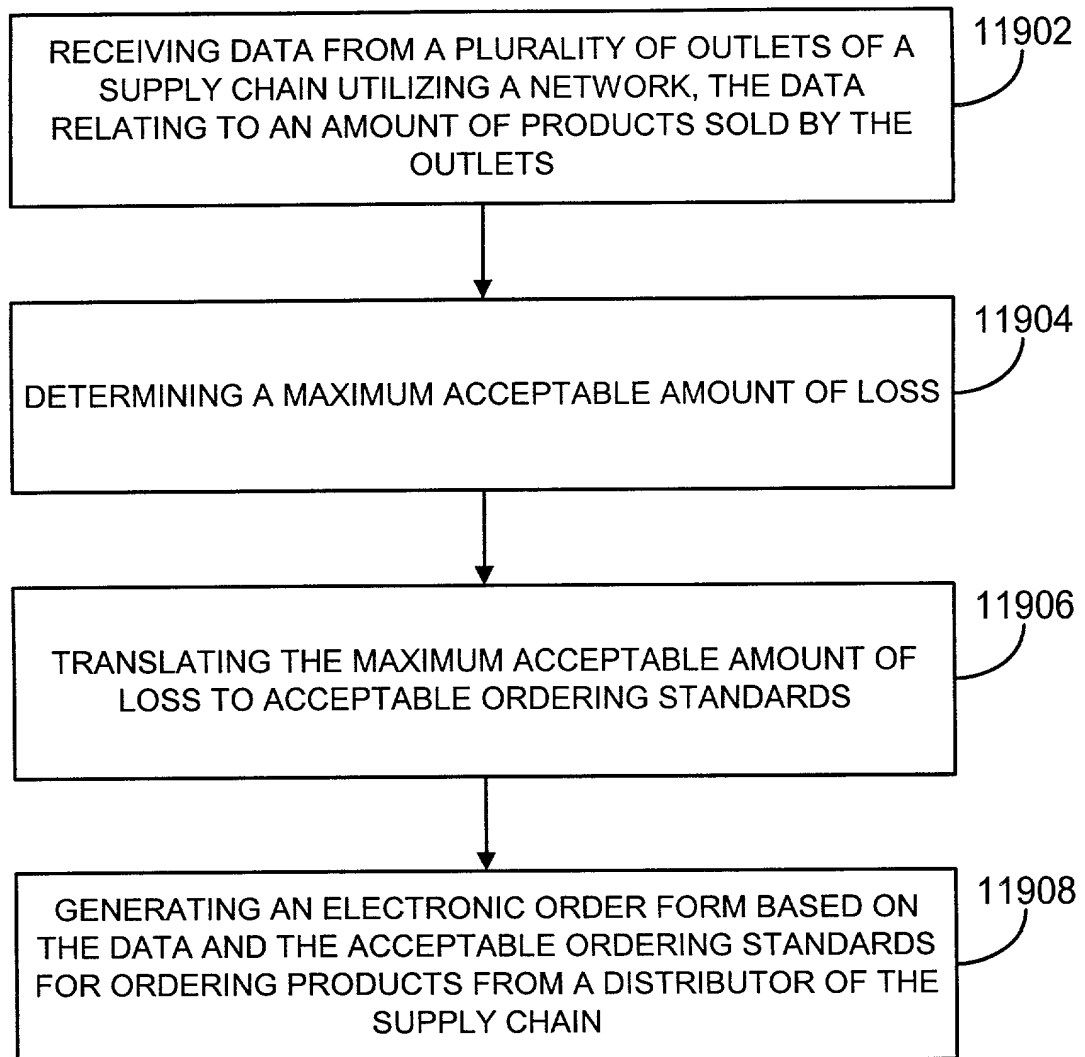 RECEIVING DATA FROM A PLURALITY OF OUTLETS OF A
SUPPLY CHAIN UTILIZING A NETWORK, THE DATA
RELATING TO AN AMOUNT OF PRODUCTS SOLD BY THE
OUTLETS
11902
DETERMINING A MAXIMUM ACCEPTABLE AMOUNT OF LOSS
11904
TRANSLATING THE MAXIMUM ACCEPTABLE AMOUNT OF
LOSS TO ACCEPTABLE ORDERING STANDARDS
11906
GENERATING AN ELECTRONIC ORDER FORM BASED ON
THE DATA AND THE ACCEPTABLE ORDERING STANDARDS
FOR ORDERING PRODUCTS FROM A DISTRIBUTOR OF THE
SUPPLY CHAIN
11908